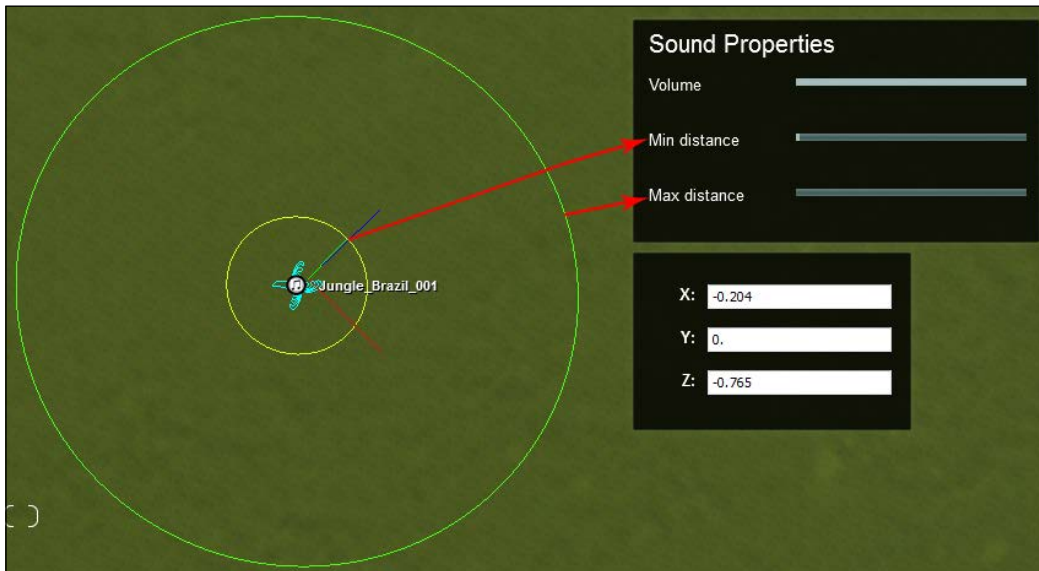 Sound Properties
Volume
Min distance
Max distance
Jungle_Brazil_001
X: -0.204
Y: 0.
Z: -0.765